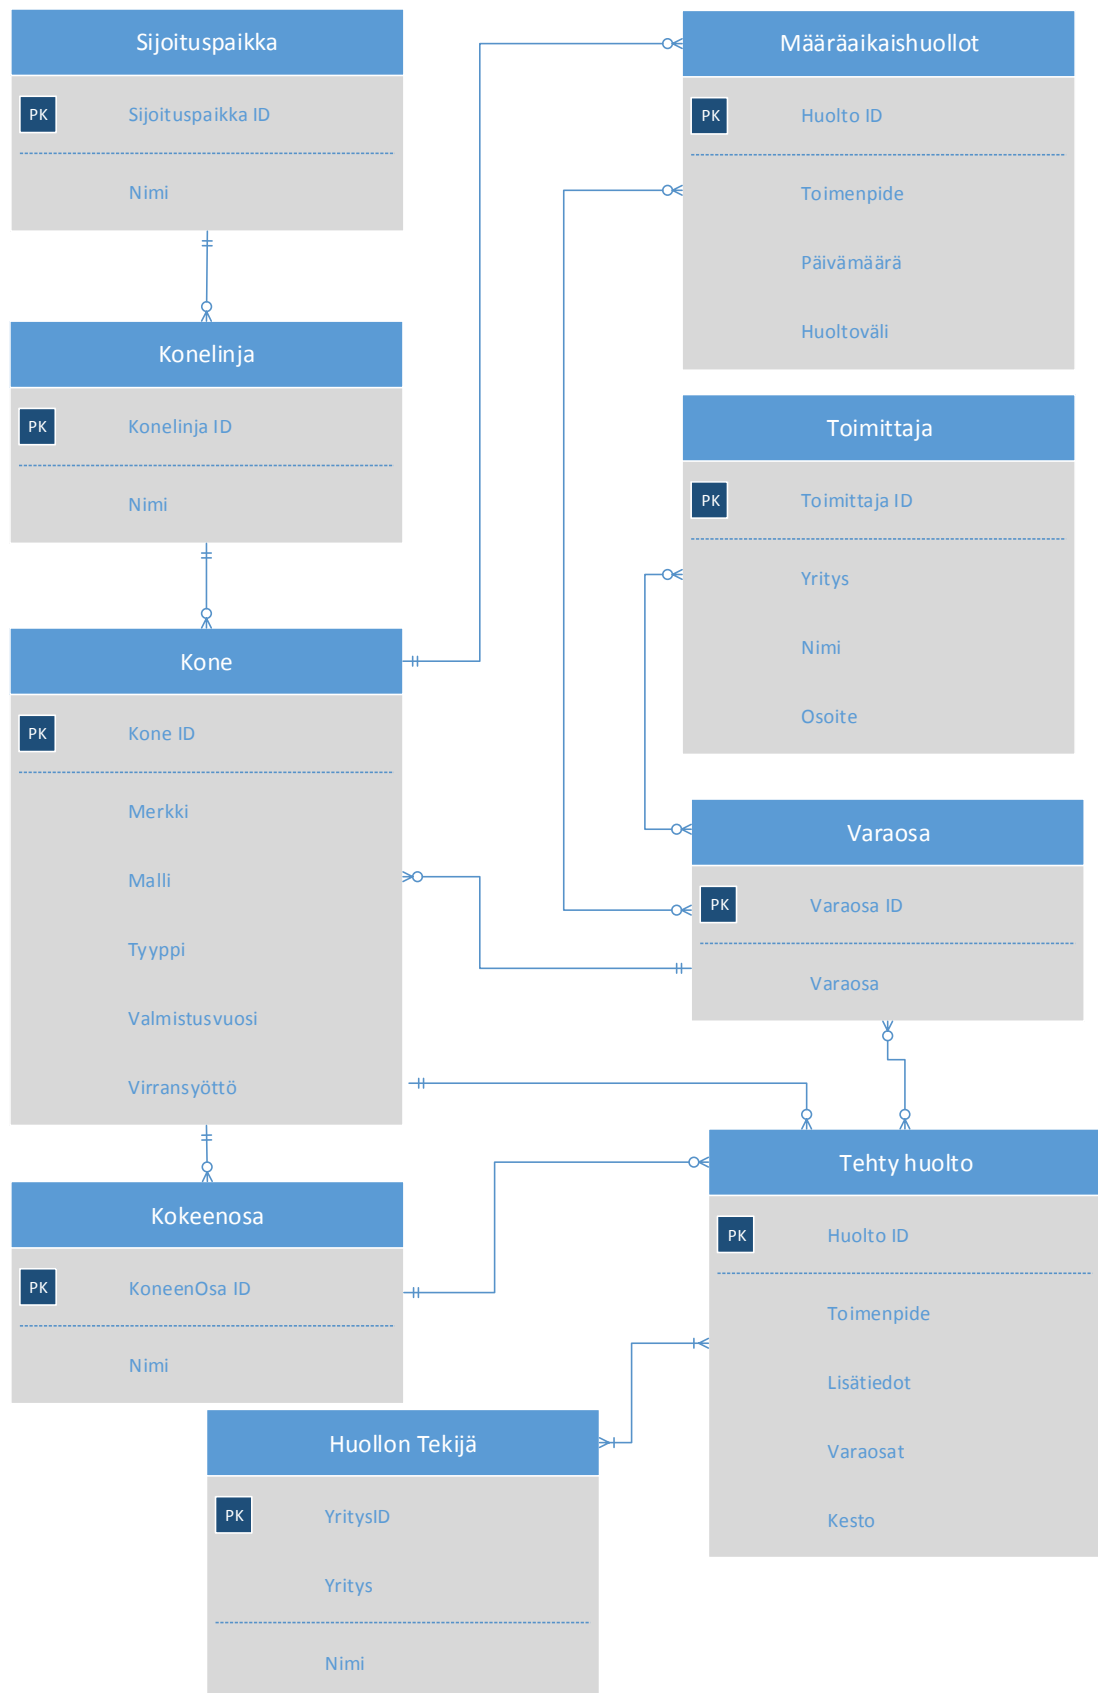 Sijoituspaikka
PK
Sijoituspaikka ID
Nimi
Konelinja
PK
Konelinja ID
Nimi
Kone
PK
Kone ID
Merkki
Malli
Tyyppi
Valmistusvuosi
Virransyöttö
Kokeenosa
PK
KoneenOsa ID
Nimi
Huollon Tekijä
PK
YritysID
Yritys
Nimi
Määräaikaishuollot
PK
Huolto ID
Toimenpide
Päivämäärä
Huoltoväli
Toimittaja
PK
Toimittaja ID
Yritys
Nimi
Osoite
Varaosa
PK
Varaosa ID
Varaosa
Tehty huolto
PK
Huolto ID
Toimenpide
Lisätiedot
Varaosat
Kesto